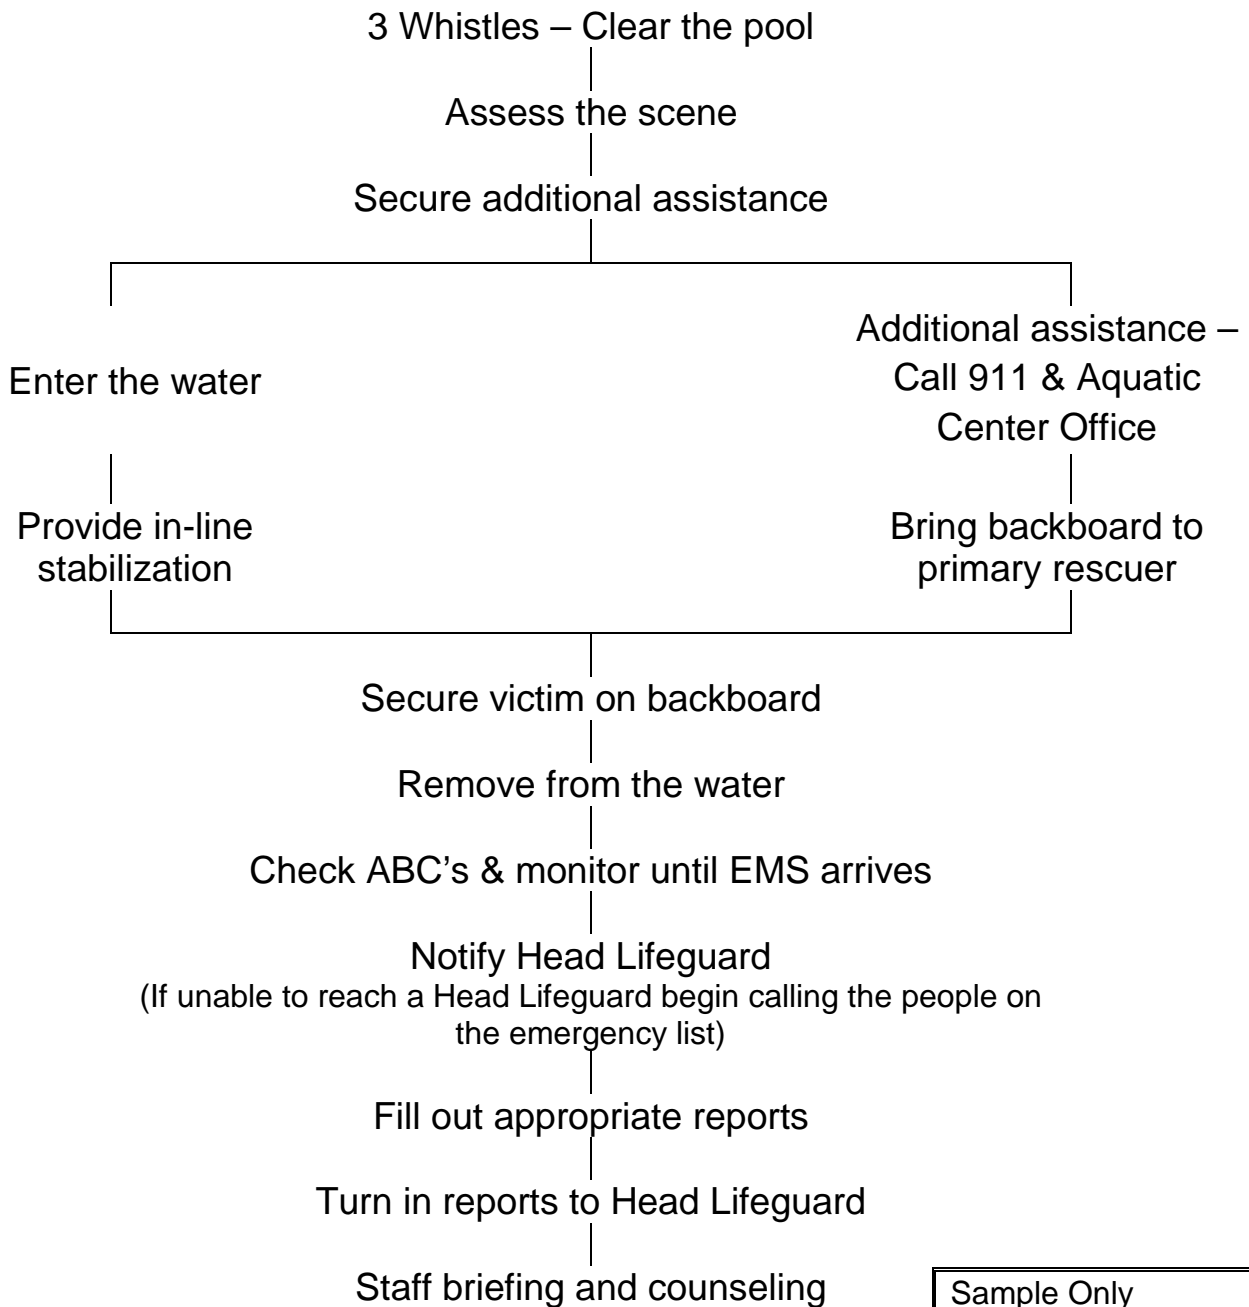 3 Whistles – Clear the pool
Assess the scene
Secure additional assistance
Enter the water
Additional assistance –
Call 911 & Aquatic
Center Office
Provide in-line
stabilization
Bring backboard to
primary rescuer
Secure victim on backboard
Remove from the water
Check ABC’s & monitor until EMS arrives
Notify Head Lifeguard
(If unable to reach a Head Lifeguard begin calling the people on
the emergency list)
Fill out appropriate reports
Turn in reports to Head Lifeguard
Staff briefing and counseling
Sample Only